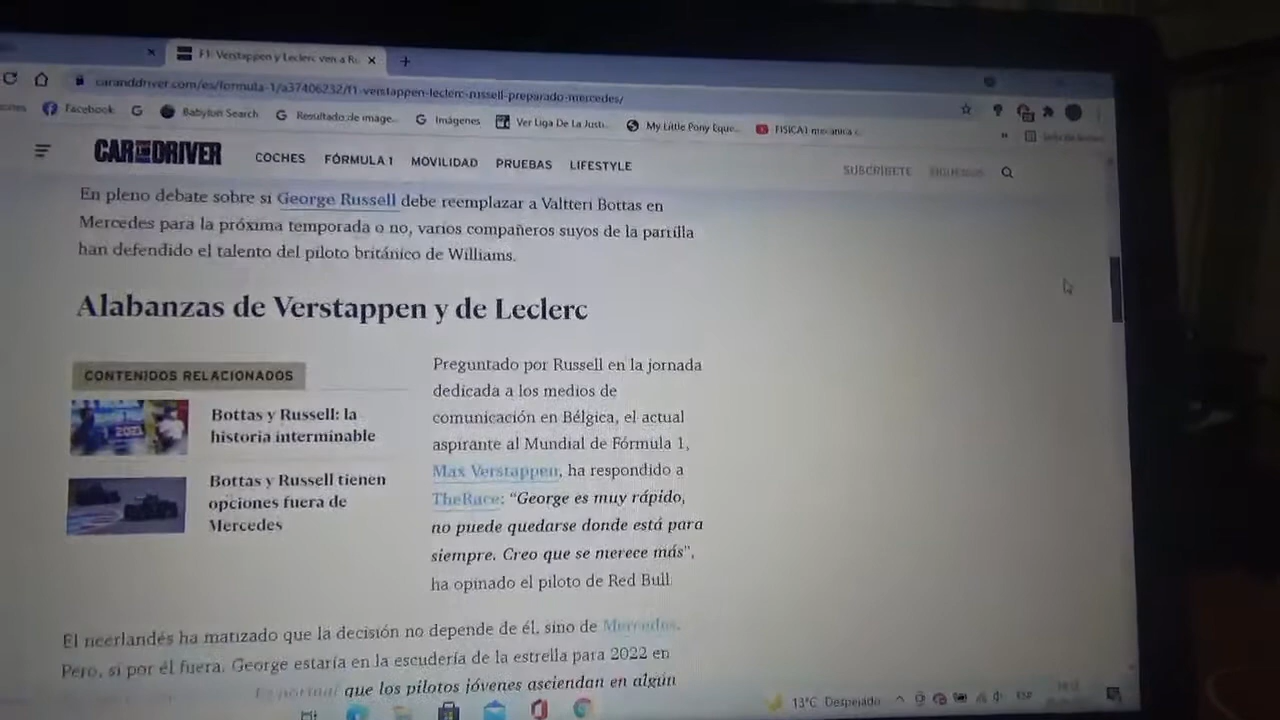 F1: Verstappen y Leclerc ven a Ru
caranddriver.com/es/formula-1/a37406232/f1-verstappen-leclerc-russell-preparado-mercedes/
Facebook
Babylon Search
Resultado de image...
Imágenes
Ver Liga De La Justi...
My Little Pony Eque...
FISICA1 mecánica c
CAR AND DRIVER
COCHES
FÓRMULA 1
MOVILIDAD
PRUEBAS
LIFESTYLE
SUSCRÍBETE
SÍGUENOS
En pleno debate sobre si George Russell debe reemplazar a Valtteri Bottas en
Mercedes para la próxima temporada o no, varios compañeros suyos de la parrilla
han defendido el talento del piloto británico de Williams.
Alabanzas de Verstappen y de Leclerc
CONTENIDOS RELACIONADOS
Bottas y Russell: la
historia interminable
Bottas y Russell tienen
opciones fuera de
Mercedes
Preguntado por Russell en la jornada
dedicada a los medios de
comunicación en Bélgica, el actual
aspirante al Mundial de Fórmula 1,
Max Verstappen, ha respondido a
TheRace: “George es muy rápido,
no puede quedarse donde está para
siempre. Creo que se merece más”,
ha opinado el piloto de Red Bull
El neerlandés ha matizado que la decisión no depende de él, sino de Mercedes.
Pero, si por él fuera, George estaría en la escudería de la estrella para 2022 en
Es normal que los pilotos jóvenes asciendan en algún
13°C Despejado
ESP